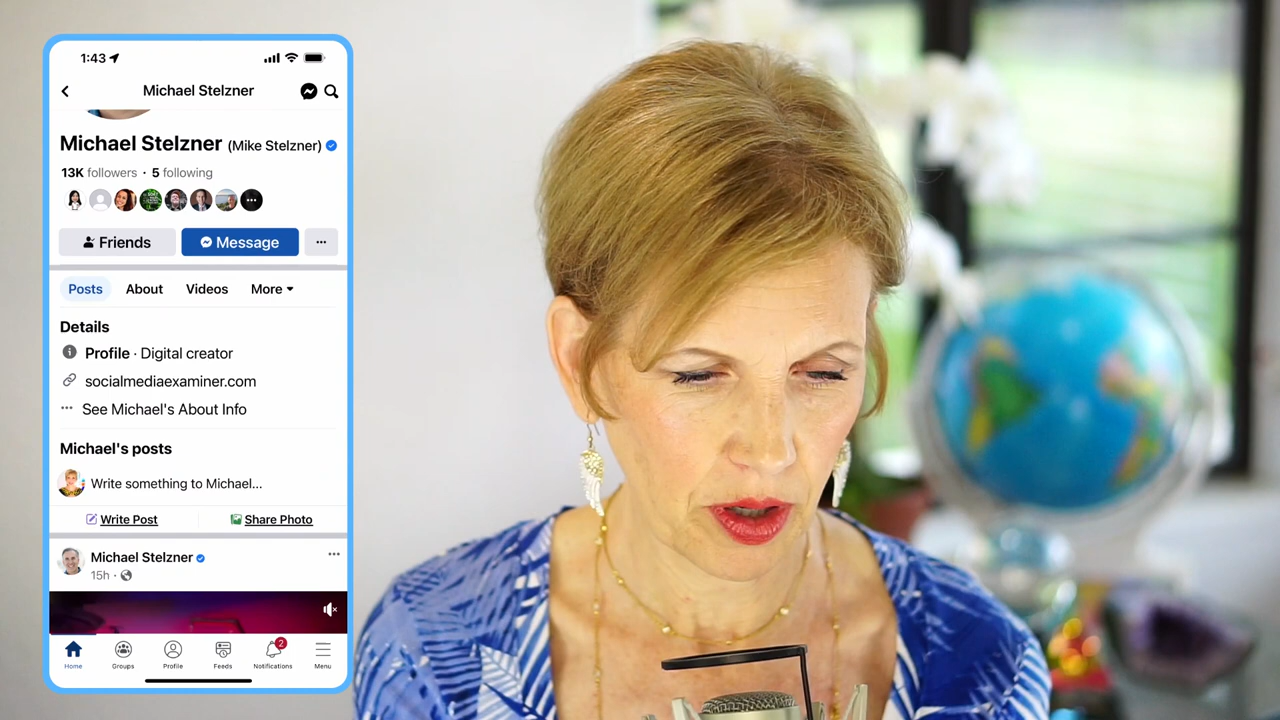 1:43
Michael Stelzner
Michael Stelzner (Mike Stelzner)
13K followers · 5 following
Friends
Message
Posts About Videos More
Details
Profile · Digital creator
socialmediaexaminer.com
See Michael's About Info
Michael's posts
Write something to Michael...
Write Post Share Photo
Michael Stelzner
15h ·
2
Home Groups Profile Feeds Notifications Menu